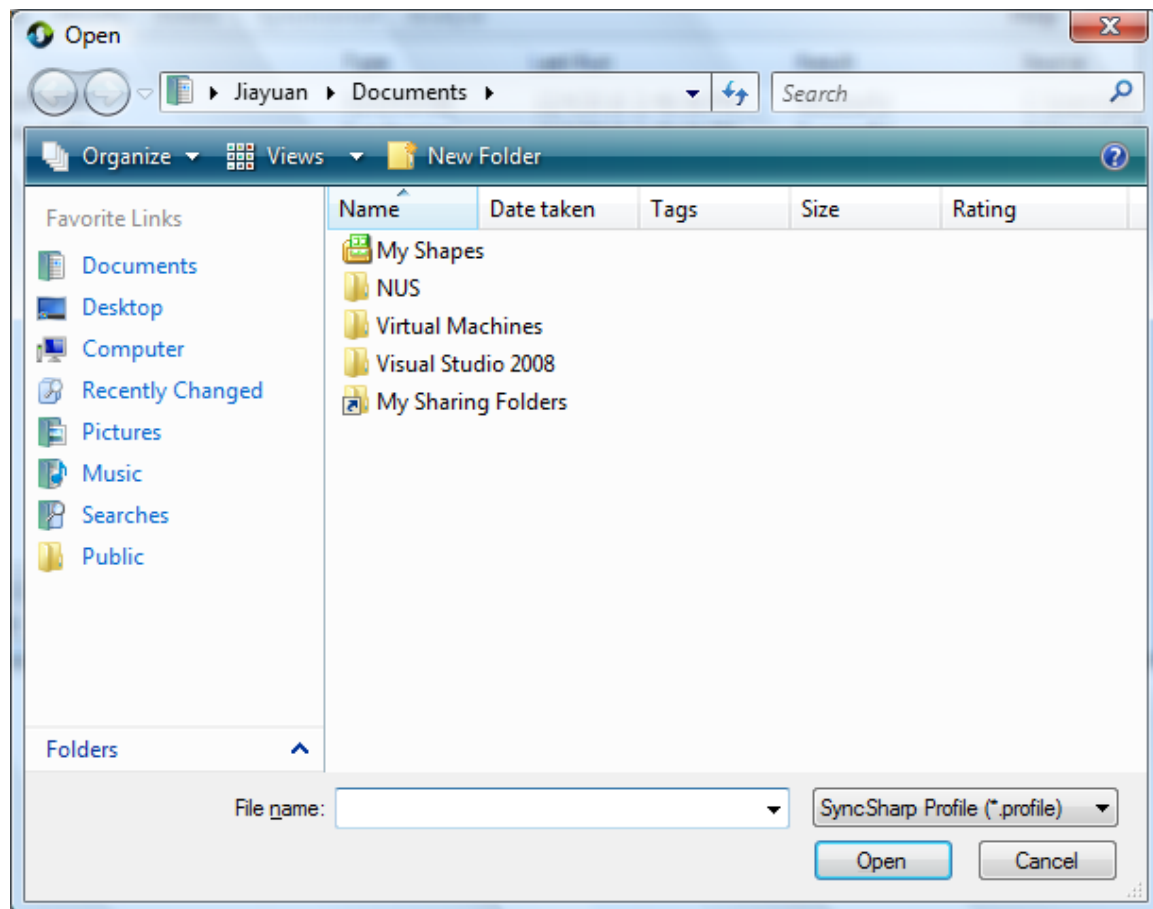 Open
Jiayuan Documents
Search
Organize Views New Folder
Favorite Links
Documents
Desktop
Computer
Recently Changed
Pictures
Music
Searches
Public
Folders
Name Date taken Tags Size Rating
My Shapes
NUS
Virtual Machines
Visual Studio 2008
My Sharing Folders
File name: SyncSharp Profile (*.profile)
Open Cancel